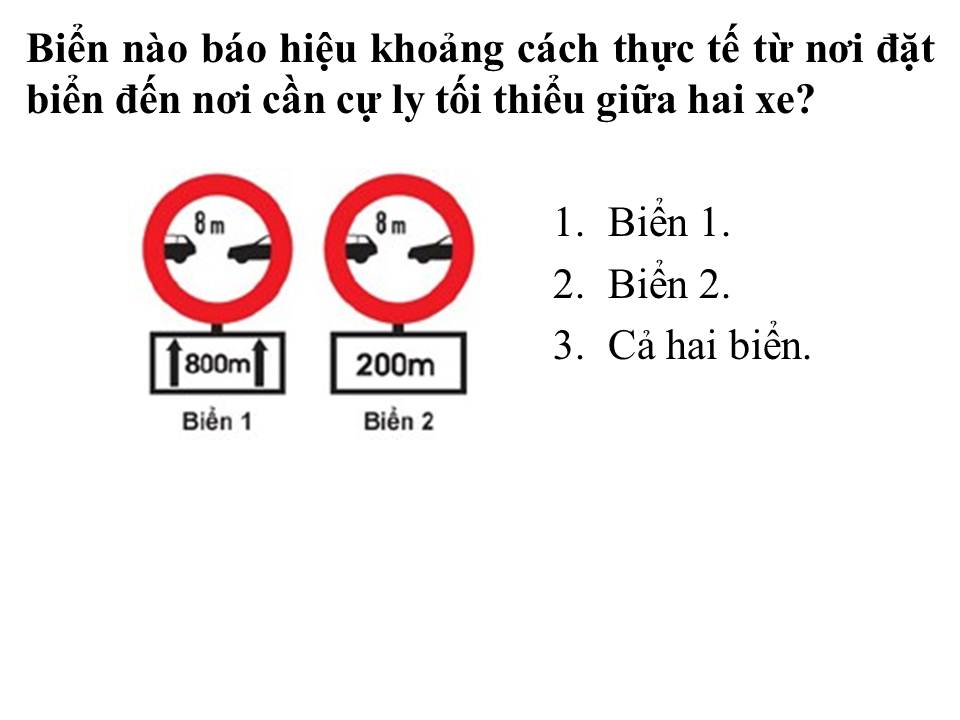 Biển nào báo hiệu khoảng cách thực tế từ nơi đặt
biển đến nơi cần cự ly tối thiểu giữa hai xe?
8m
8m
800m
200m
Biển 1
Biển 2
1. Biển 1.
2. Biển 2.
3. Cả hai biển.